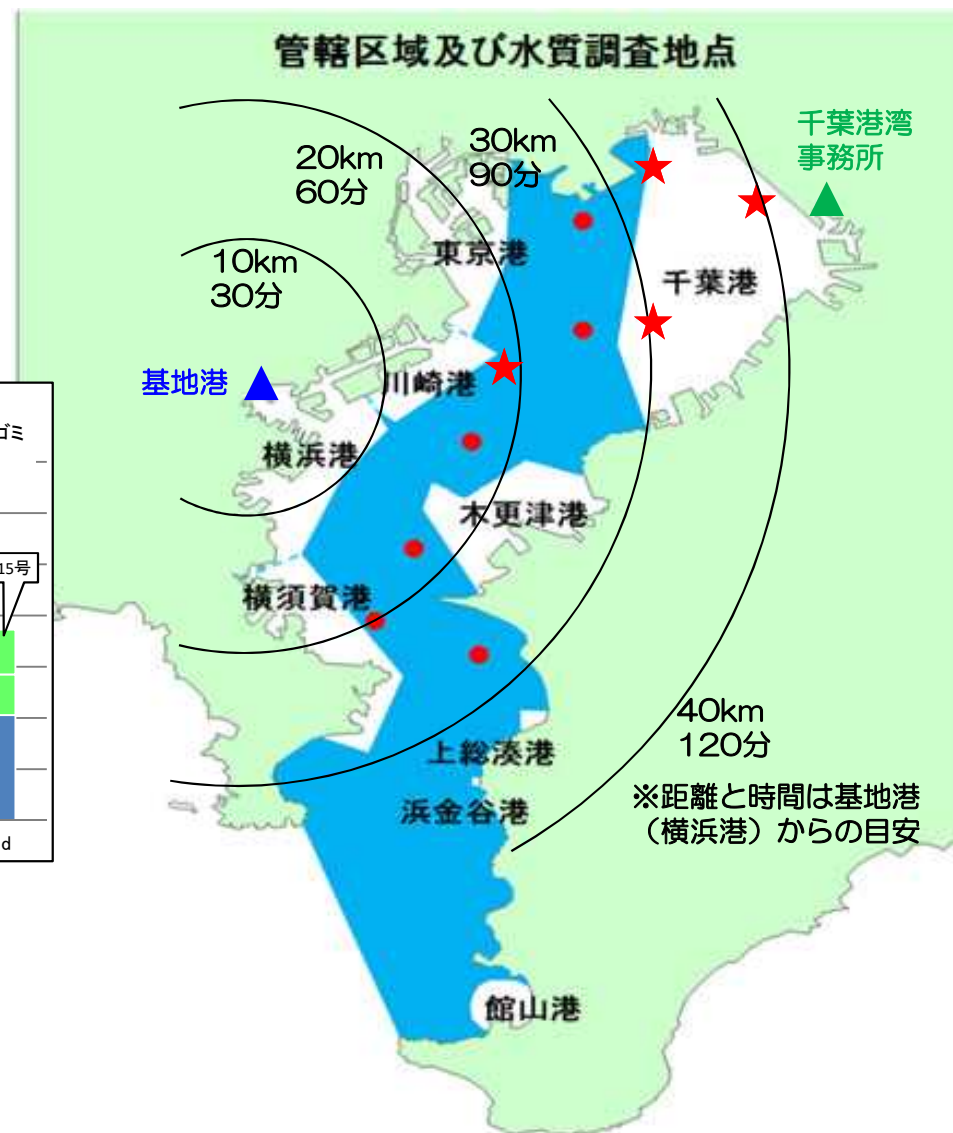 管轄区域及び水質調査地点
千葉港湾
事務所
20km
60分
30km
90分
10km
30分
東京港
千葉港
基地港
川崎港
ゴミ
横浜港
木更津港
15号
横須賀港
40km
120分
上総湊港
浜金谷港
※距離と時間は基地港
（横浜港）からの目安
d
館山港